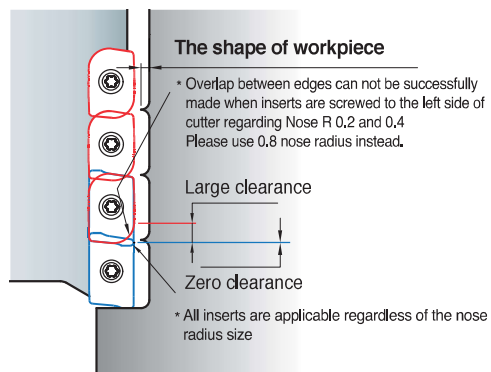 The shape of workpiece
* Overlap between edges can not be successfully
made when inserts are screwed to the left side of
cutter regarding Nose R 0.2 and 0.4
Please use 0.8 nose radius instead.
Large clearance
Zero clearance
* All inserts are applicable regardless of the nose
radius size